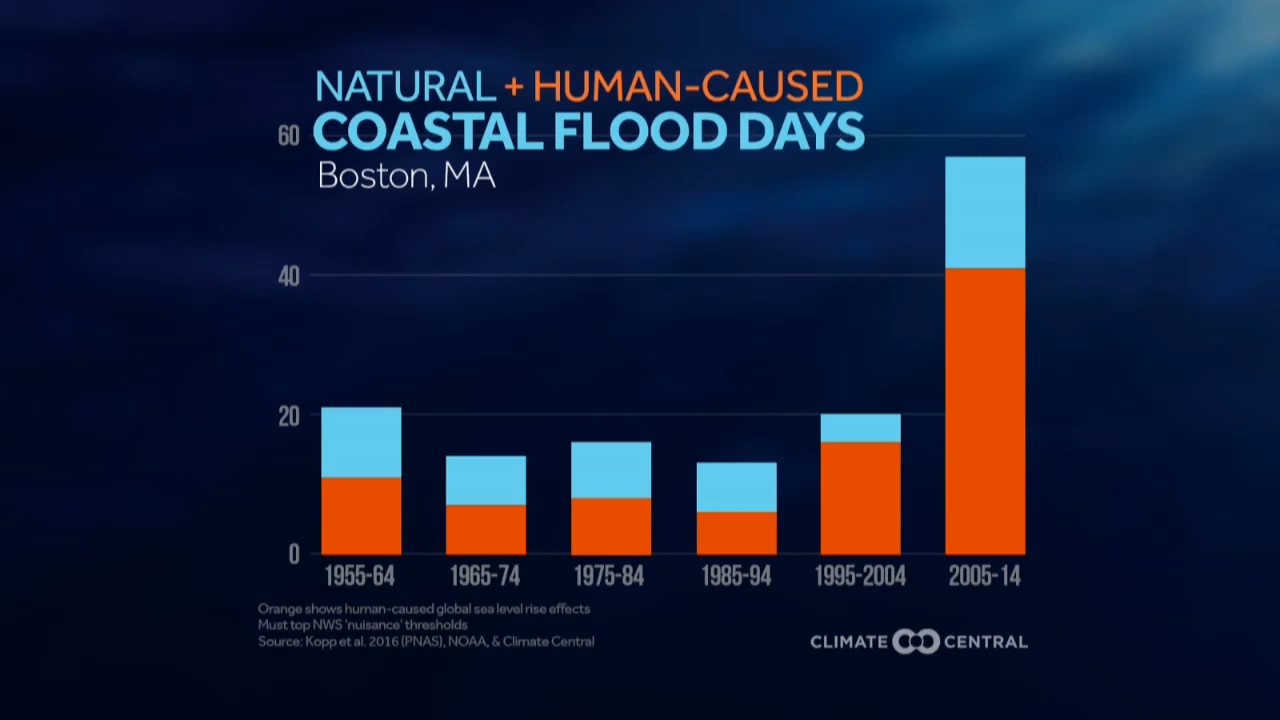 NATURAL + HUMAN-CAUSED
COASTAL FLOOD DAYS
Boston, MA
60
40
20
0
1955-64 1965-74 1975-84 1985-94 1995-2004 2005-14
Orange shows human-caused global sea level rise effects
Must top NWS 'nuisance' thresholds
Source: Kopp et al. 2016 (PNAS), NOAA, & Climate Central
CLIMATE CENTRAL